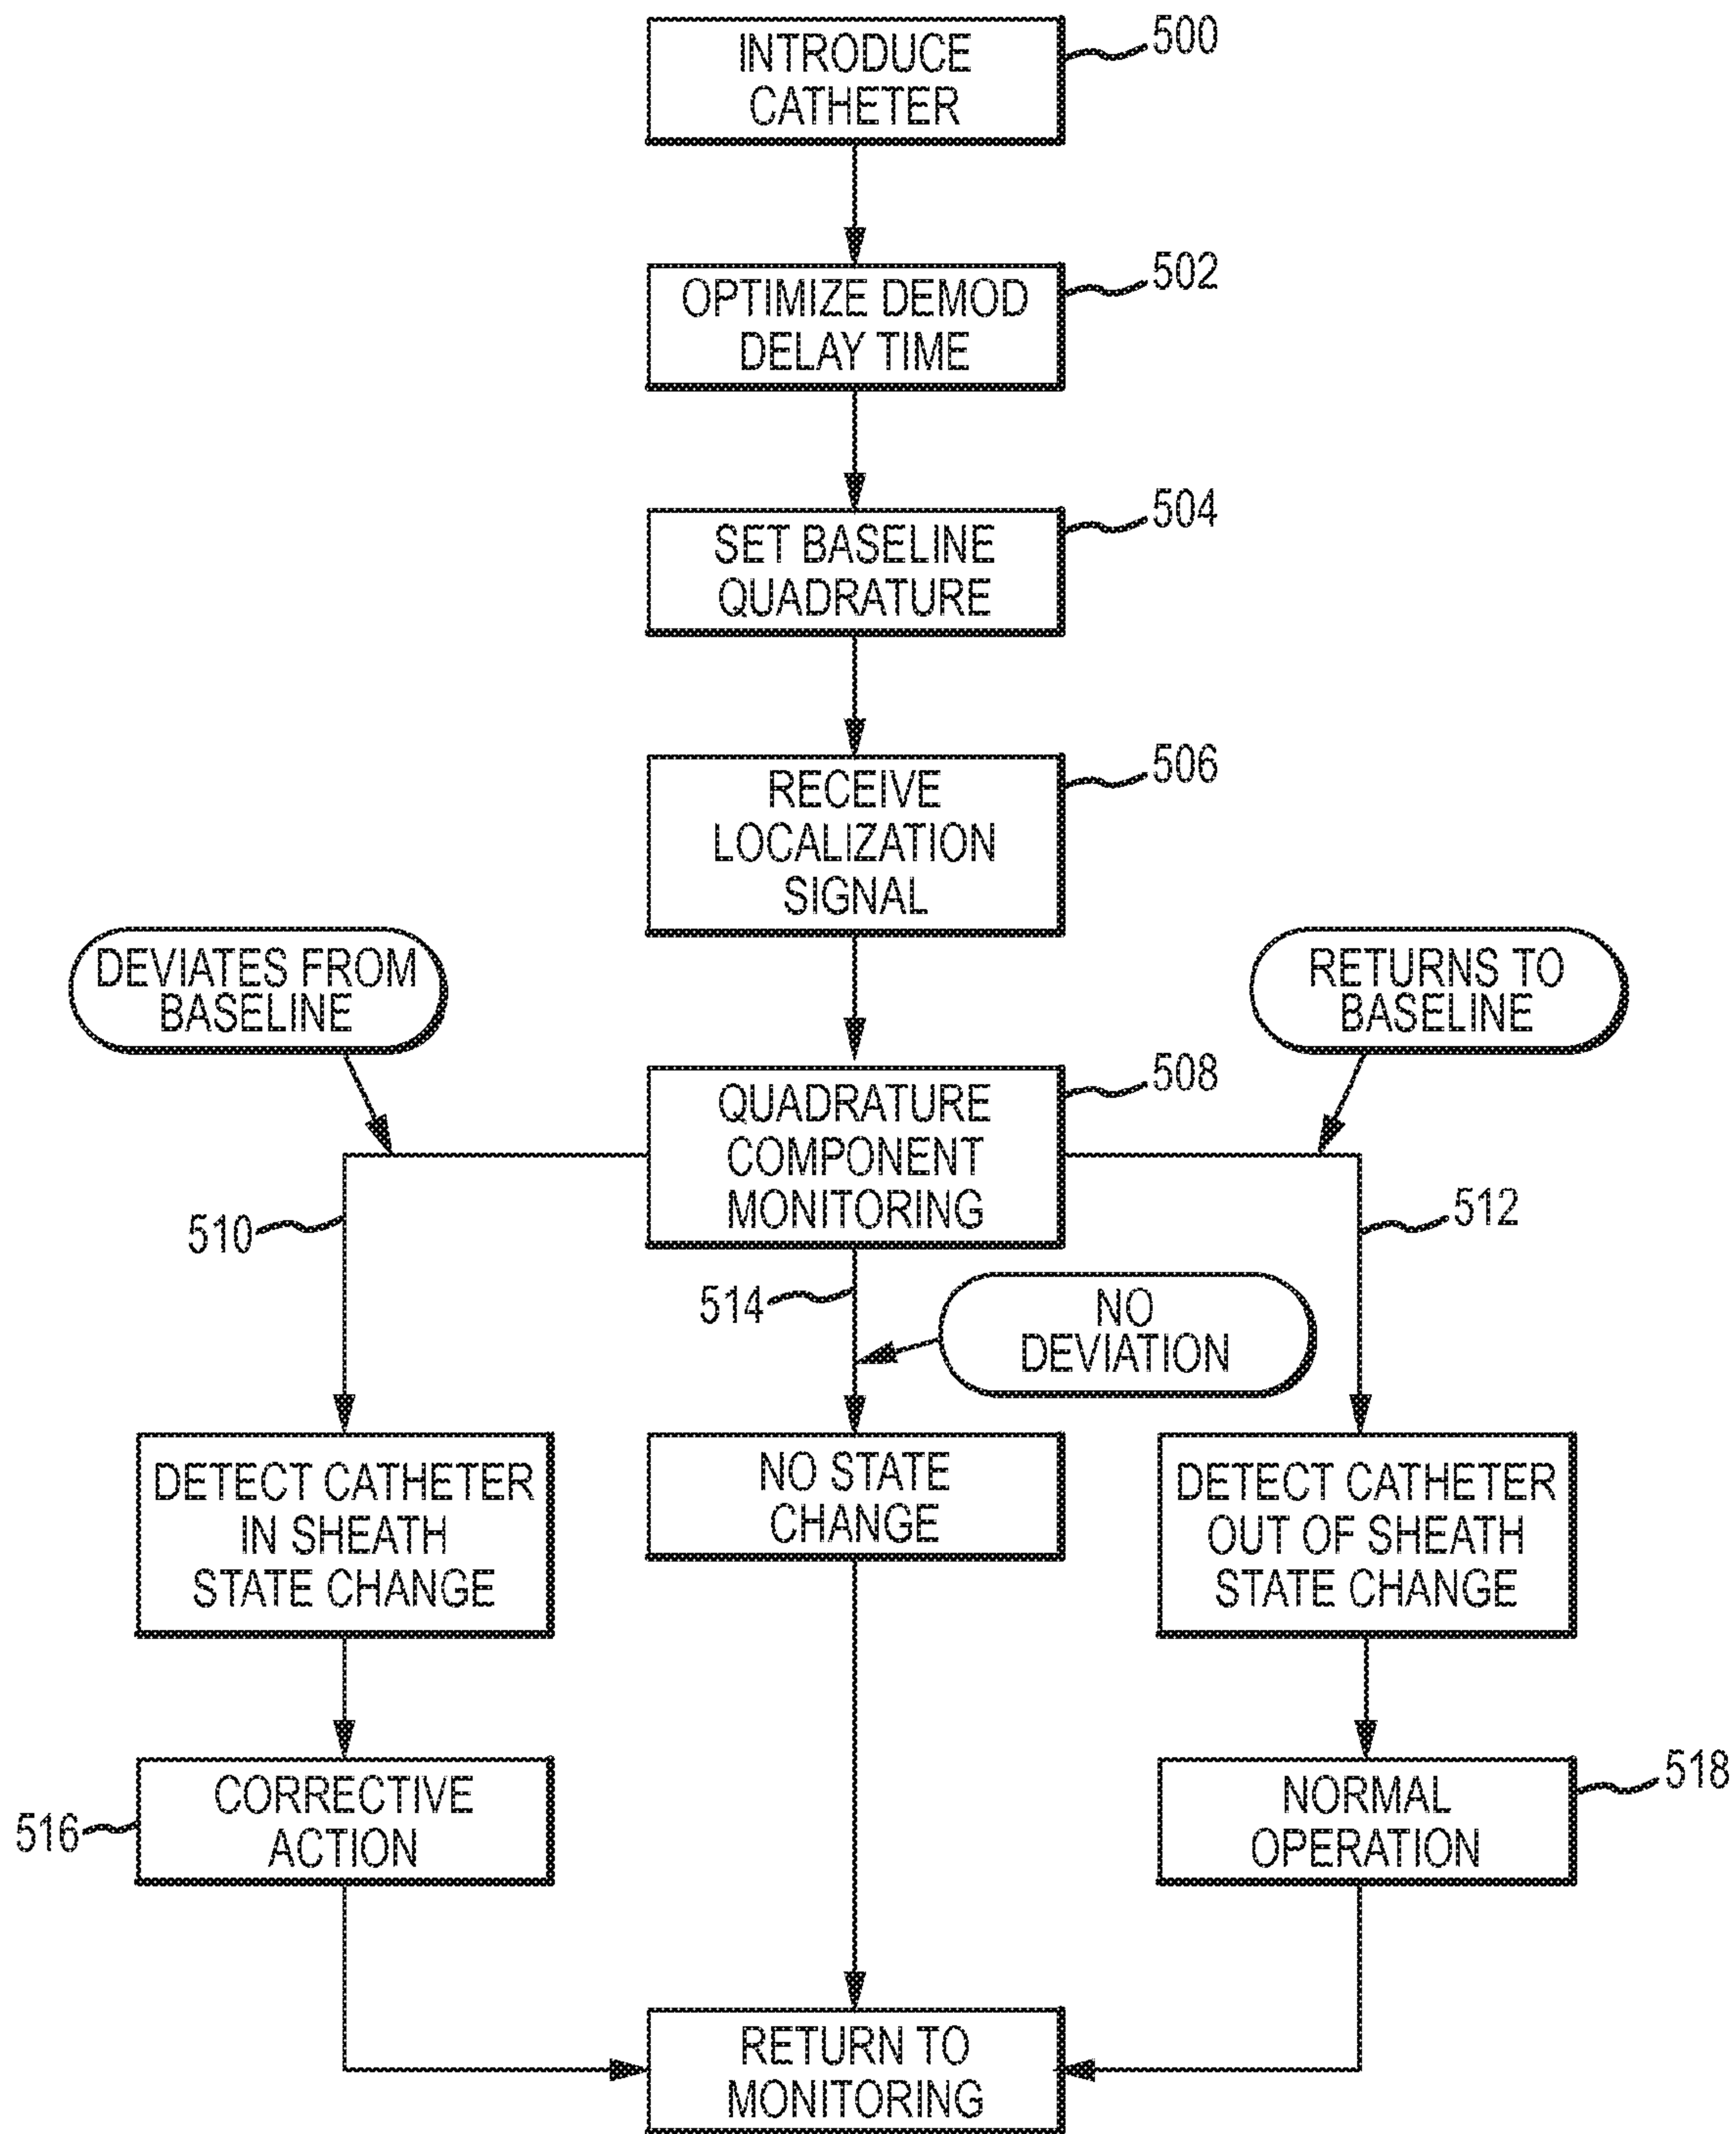 INTRODUCE
CATHETER
500
OPTIMIZE DEMOD
DELAY TIME
502
SET BASELINE
QUADRATURE
504
RECEIVE
LOCALIZATION
SIGNAL
506
DEVIATES FROM
BASELINE
RETURNS TO
BASELINE
QUADRATURE
COMPONENT
MONITORING
508
510
512
514
NO
DEVIATION
DETECT CATHETER
IN SHEATH
STATE CHANGE
NO STATE
CHANGE
DETECT CATHETER
OUT OF SHEATH
STATE CHANGE
516
CORRECTIVE
ACTION
NORMAL
OPERATION
518
RETURN TO
MONITORING